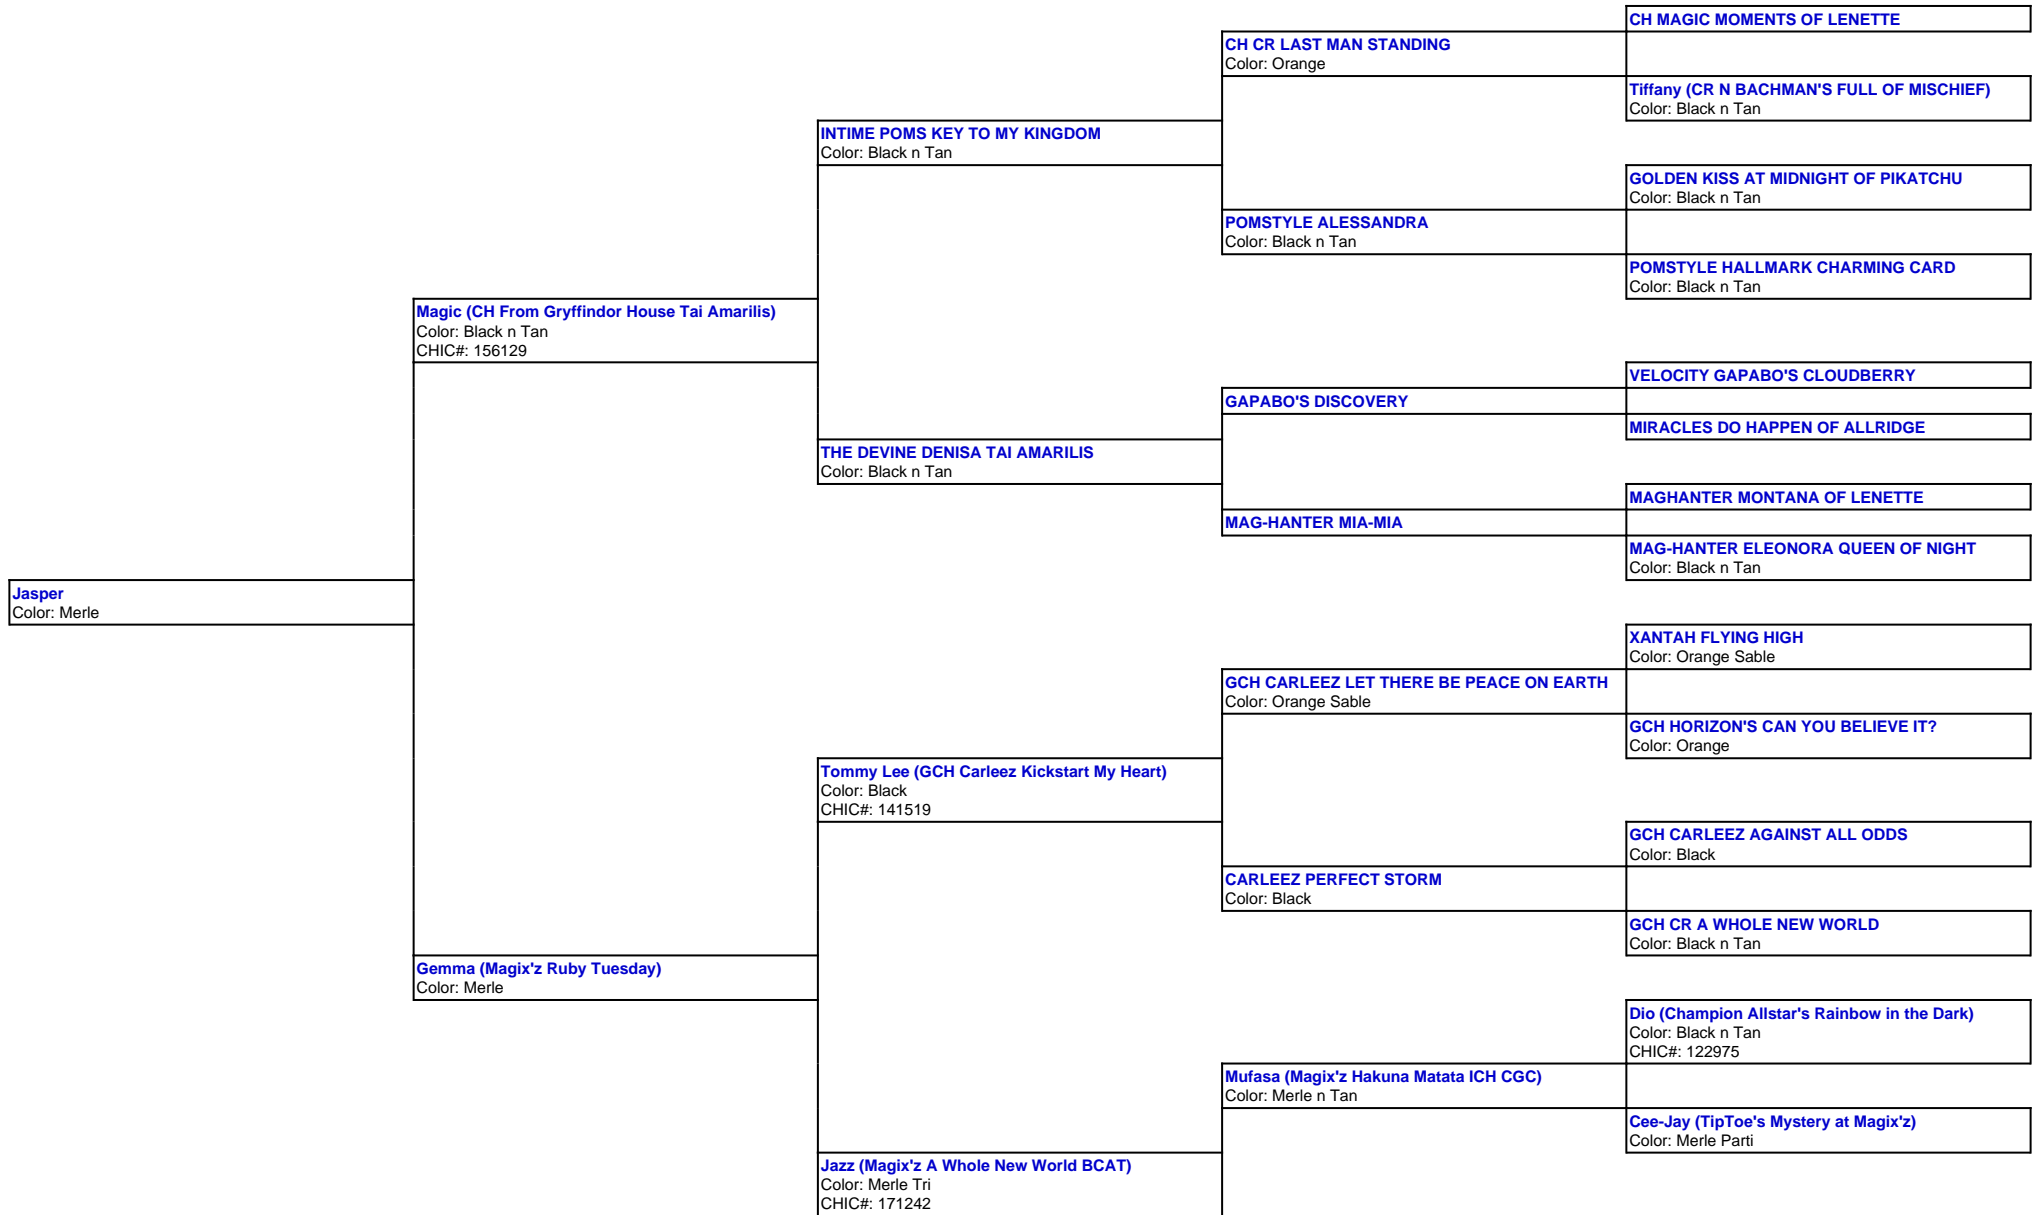 CH MAGIC MOMENTS OF LENETTE
CH CR LAST MAN STANDING
Color: Orange
Tiffany (CR N BACHMAN'S FULL OF MISCHIEF)
Color: Black n Tan
INTIME POMS KEY TO MY KINGDOM
Color: Black n Tan
GOLDEN KISS AT MIDNIGHT OF PIKATCHU
Color: Black n Tan
POMSTYLE ALESSANDRA
Color: Black n Tan
POMSTYLE HALLMARK CHARMING CARD
Color: Black n Tan
Magic (CH From Gryffindor House Tai Amarilis)
Color: Black n Tan
CHIC#: 156129
VELOCITY GAPABO'S CLOUDBERRY
GAPABO'S DISCOVERY
MIRACLES DO HAPPEN OF ALLRIDGE
THE DEVINE DENISA TAI AMARILIS
Color: Black n Tan
MAGHANTER MONTANA OF LENETTE
MAG-HANTER MIA-MIA
MAG-HANTER ELEONORA QUEEN OF NIGHT
Color: Black n Tan
Jasper
Color: Merle
XANTAH FLYING HIGH
Color: Orange Sable
GCH CARLEEZ LET THERE BE PEACE ON EARTH
Color: Orange Sable
GCH HORIZON'S CAN YOU BELIEVE IT?
Color: Orange
Tommy Lee (GCH Carleez Kickstart My Heart)
Color: Black
CHIC#: 141519
GCH CARLEEZ AGAINST ALL ODDS
Color: Black
CARLEEZ PERFECT STORM
Color: Black
GCH CR A WHOLE NEW WORLD
Color: Black n Tan
Gemma (Magix'z Ruby Tuesday)
Color: Merle
Dio (Champion Allstar's Rainbow in the Dark)
Color: Black n Tan
CHIC#: 122975
Mufasa (Magix'z Hakuna Matata ICH CGC)
Color: Merle n Tan
Cee-Jay (TipToe's Mystery at Magix'z)
Color: Merle Parti
Jazz (Magix'z A Whole New World BCAT)
Color: Merle Tri
CHIC#: 171242